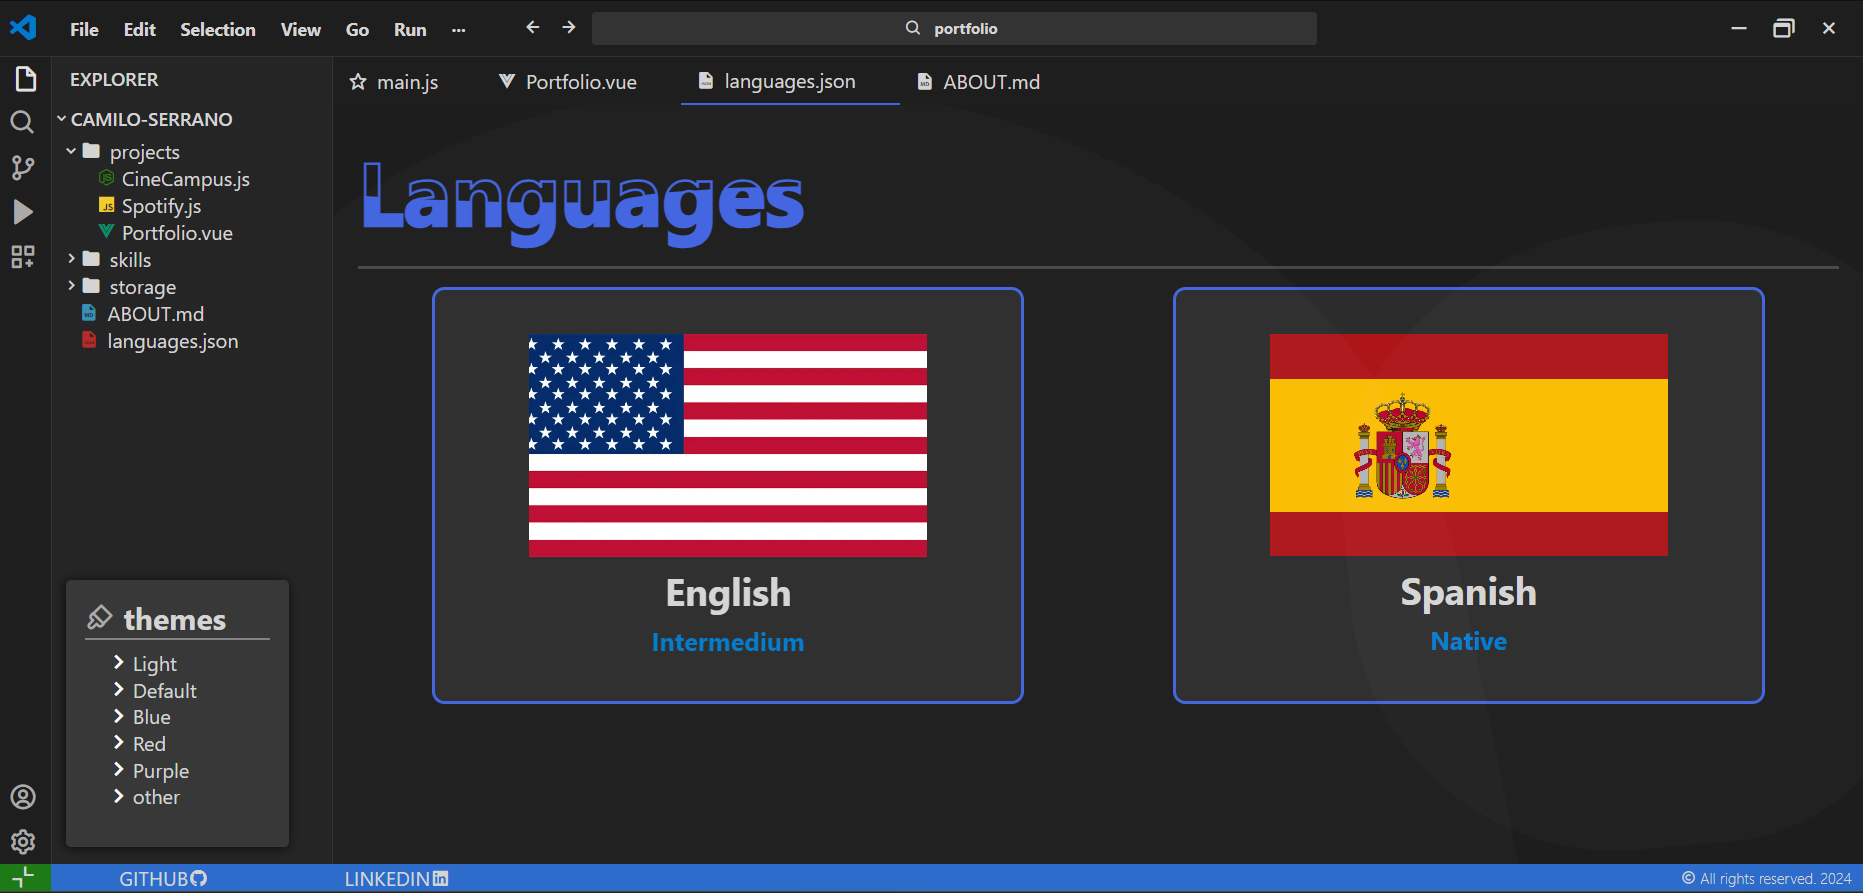 File Edit Selection View Go Run ...
portfolio
EXPLORER
CAMILO-SERRANO
projects
CineCampus.js
Spotify.js
Portfolio.vue
skills
storage
ABOUT.md
languages.json
themes
Light
Default
Blue
Red
Purple
other
main.js
Portfolio.vue
languages.json
ABOUT.md
Languages
English
Intermedium
Spanish
Native
GITHUB
LINKEDIN
© All rights reserved. 2024